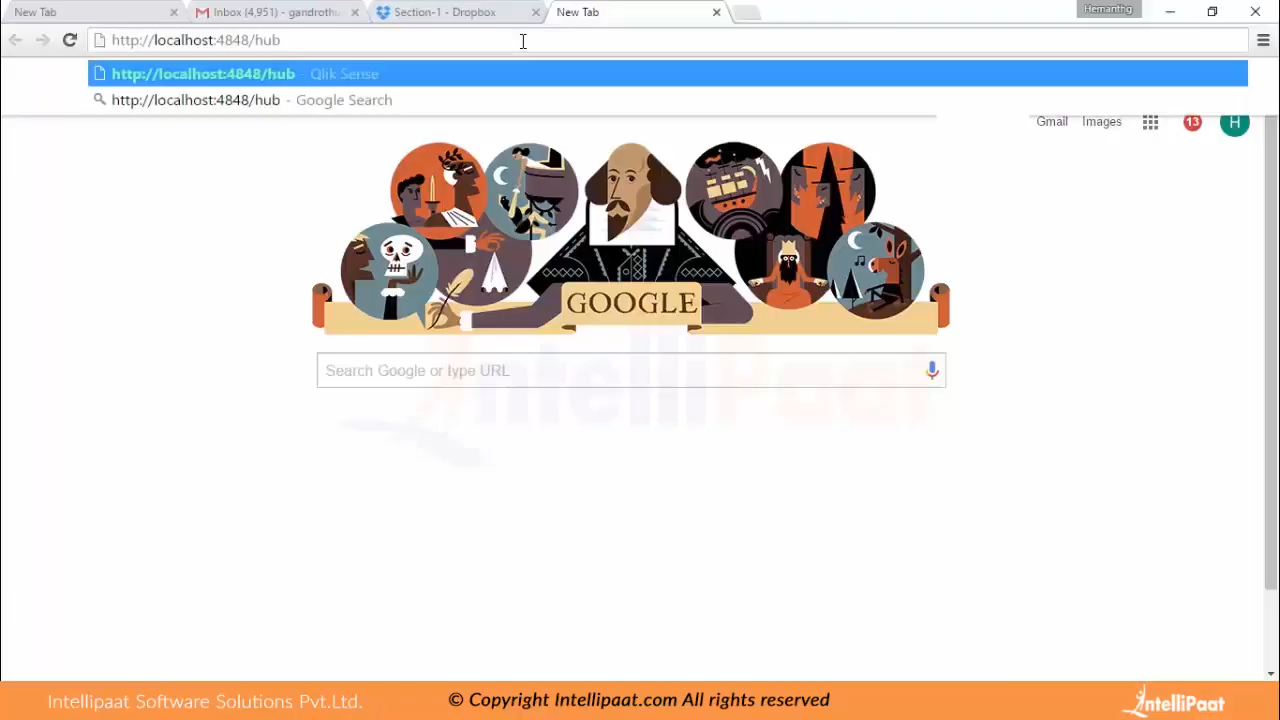 New Tab
Inbox (4,951) - gandrothu
Section-1 - Dropbox
New Tab
Hemanthg
http://localhost:4848/hub
http://localhost:4848/hub Qlik Sense
http://localhost:4848/hub - Google Search
Gmail Images 13 H
GOOGLE
Search Google or type URL
IntelliPaat
Intellipaat Software Solutions Pvt.Ltd.
© Copyright Intellipaat.com All rights reserved
IntelliPaat